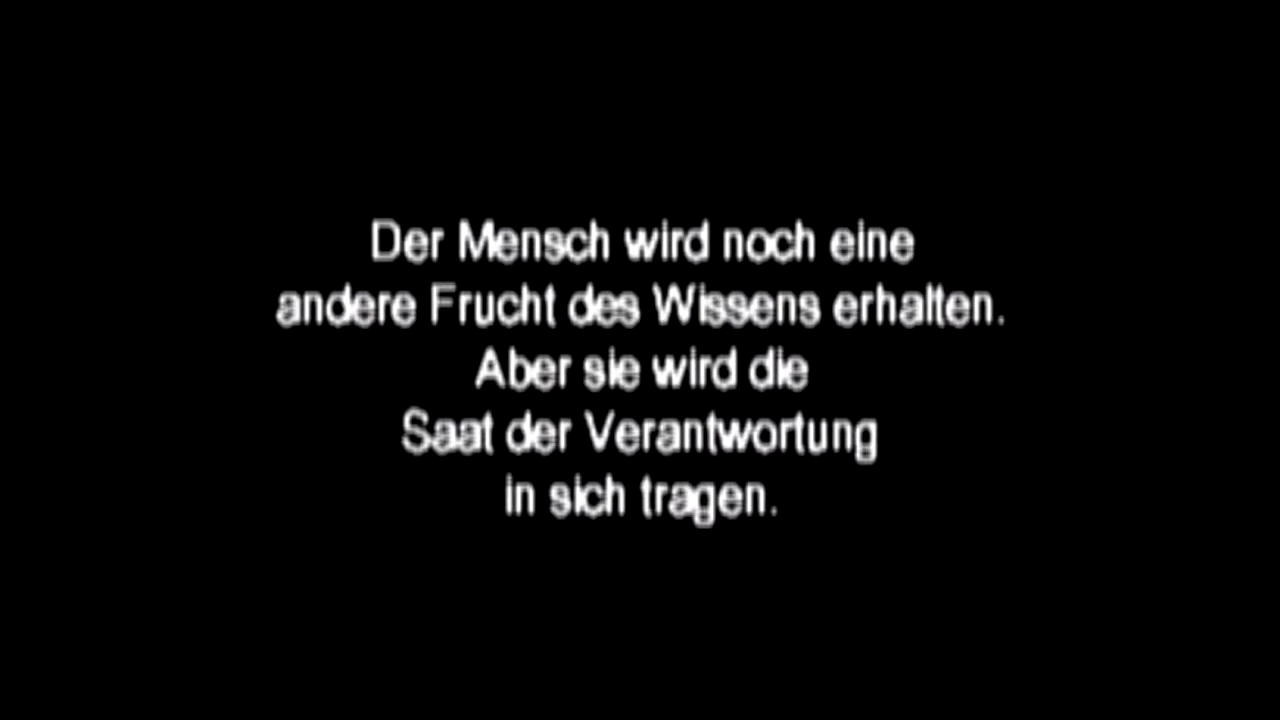 Der Mensch wird noch eine
andere Frucht des Wissens erhalten.
Aber sie wird die
Saat der Verantwortung
in sich tragen.